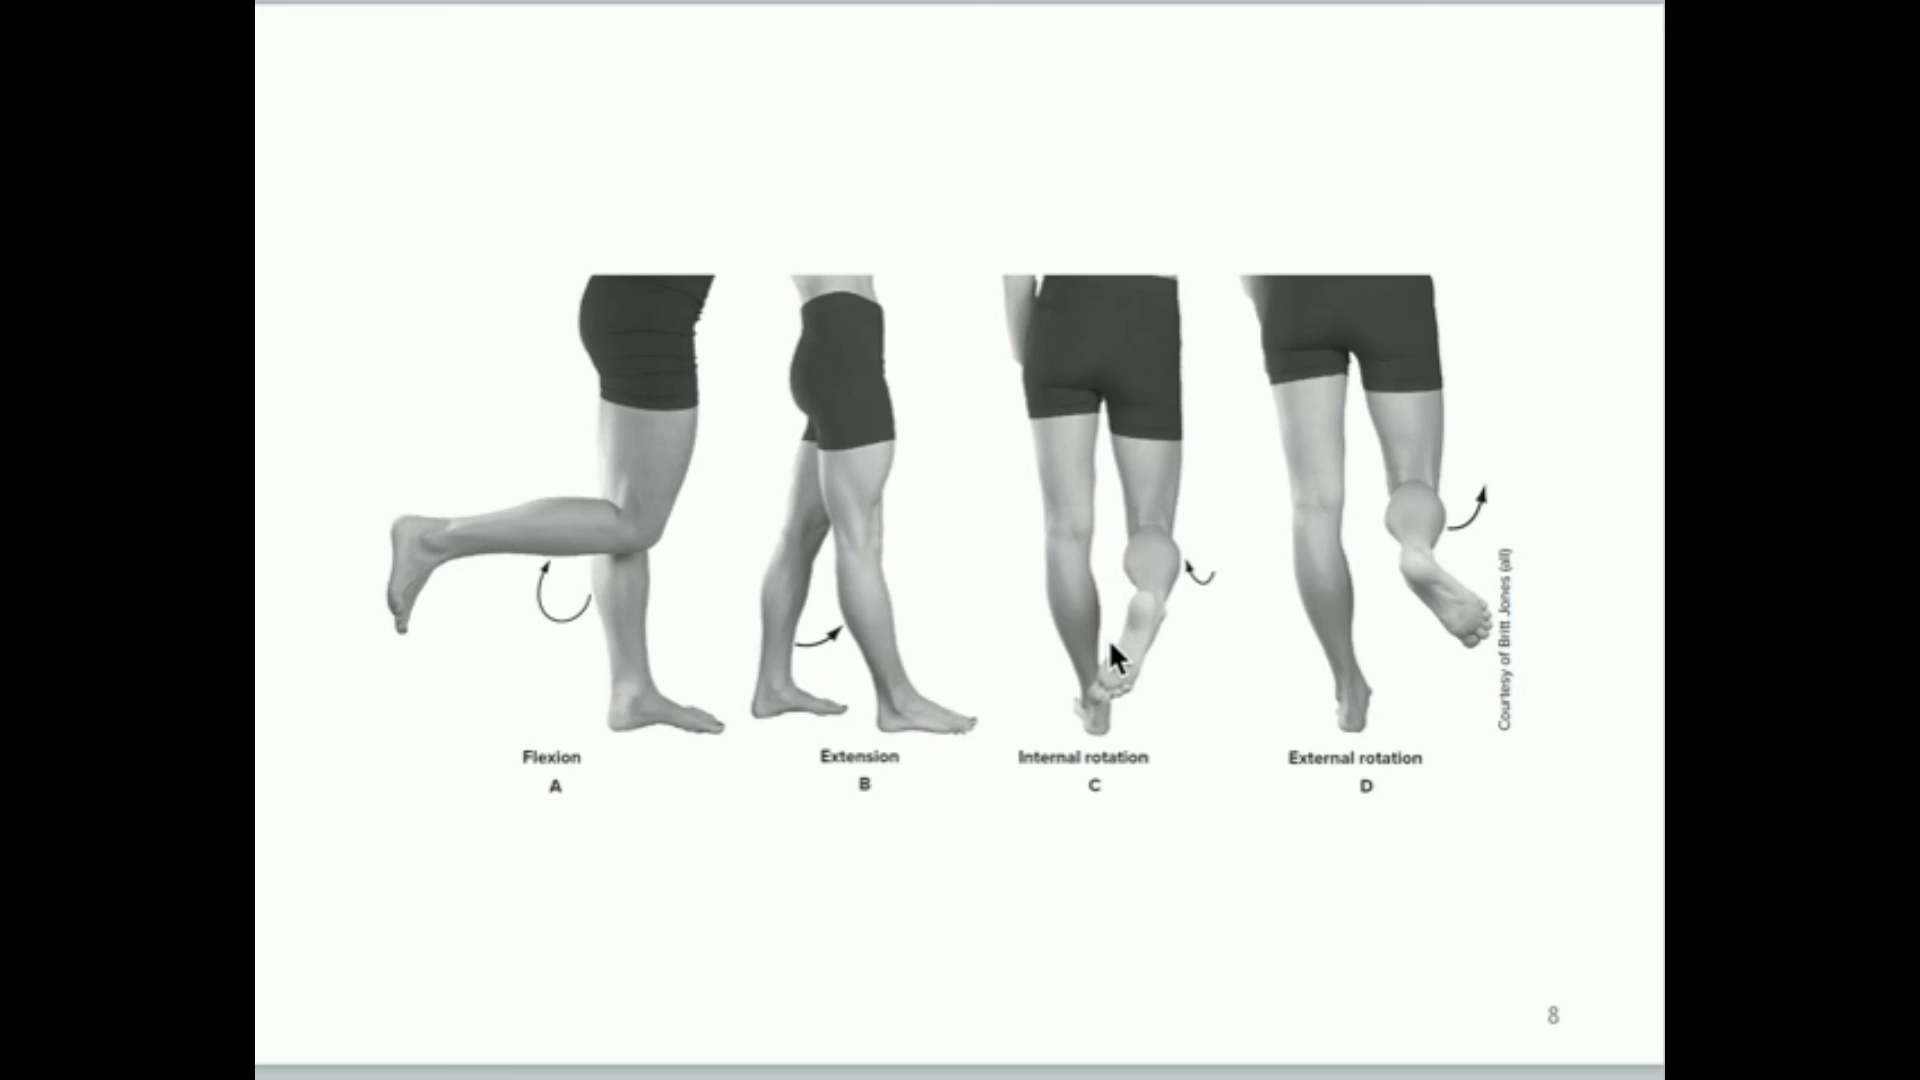 Flexion
A
Extension
B
Internal rotation
C
External rotation
D
Courtesy of Britt Jones (all)
8